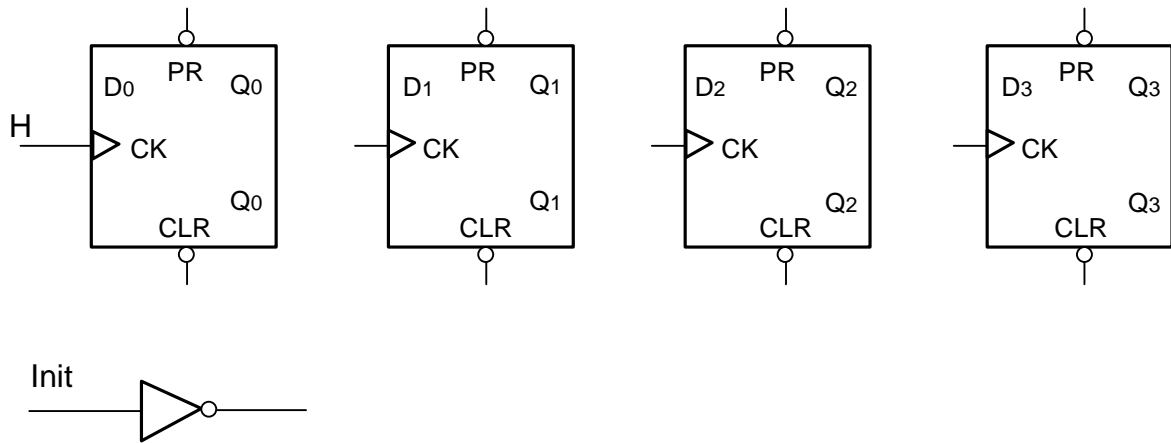 PR PR PR PR
D0 Q0 D1 Q1 D2 Q2 D3 Q3
H
CK CK CK CK
Q0 Q1 Q2 Q3
CLR CLR CLR CLR
Init